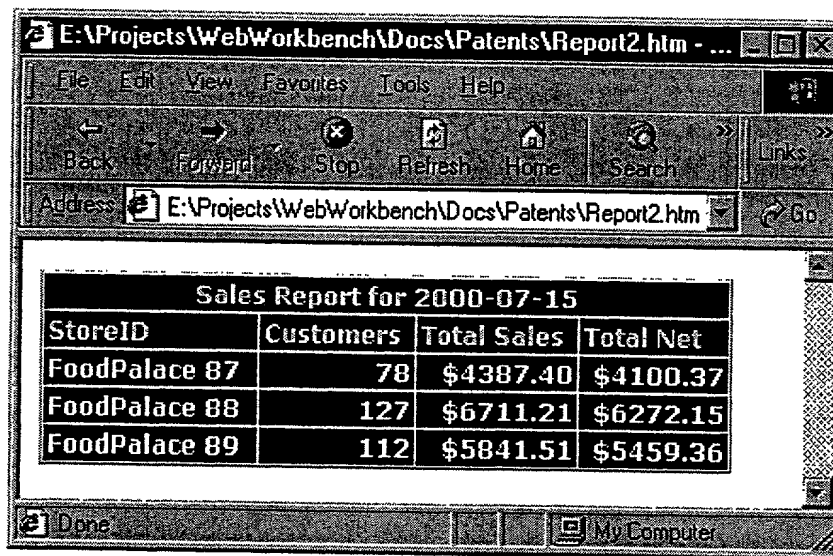 E:\Projects\WebWorkbench\Docs\Patents\Report2.htm - ...
File Edit View Favorites Tools Help
Back Forward Stop Refresh Home Search » Links »
Address E:\Projects\WebWorkbench\Docs\Patents\Report2.htm Go
Sales Report for 2000-07-15
StoreID Customers Total Sales Total Net
FoodPalace 87 78 $4387.40 $4100.37
FoodPalace 88 127 $6711.21 $6272.15
FoodPalace 89 112 $5841.51 $5459.36
Done My Computer